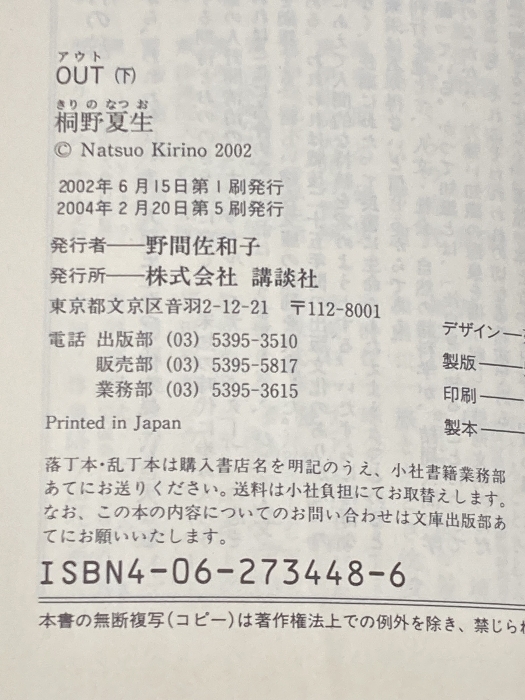 アウト
OUT（下）
きりの なつお
桐野夏生
© Natsuo Kirino 2002
2002年6月15日第1刷発行
2004年2月20日第5刷発行
発行者――野間佐和子
発行所――株式会社 講談社
東京都文京区音羽2-12-21 〒112-8001
電話 出版部 (03) 5395-3510
販売部 (03) 5395-5817
業務部 (03) 5395-3615
Printed in Japan
デザイン―
製版――
印刷――
製本――
落丁本・乱丁本は購入書店名を明記のうえ、小社書籍業務部
あてにお送りください。送料は小社負担にてお取替えします。
なお、この本の内容についてのお問い合わせは文庫出版部あ
てにお願いいたします。
ISBN4-06-273448-6
本書の無断複写(コピー)は著作権法上での例外を除き、禁じられ